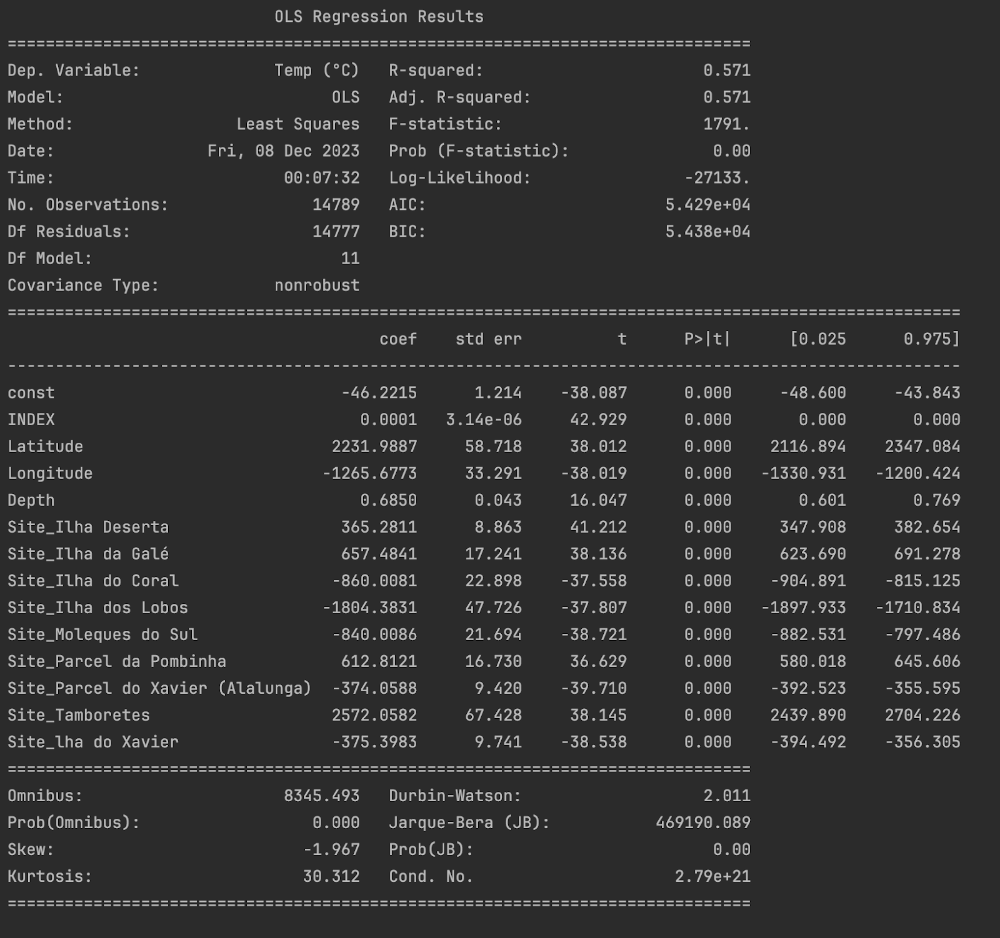 OLS Regression Results
==============================================================================
Dep. Variable: Temp (°C) R-squared: 0.571
Model: OLS Adj. R-squared: 0.571
Method: Least Squares F-statistic: 1791.
Date: Fri, 08 Dec 2023 Prob (F-statistic): 0.00
Time: 00:07:32 Log-Likelihood: -27133.
No. Observations: 14789 AIC: 5.429e+04
Df Residuals: 14777 BIC: 5.438e+04
Df Model: 11
Covariance Type: nonrobust
====================================================================================================
coef std err t P>|t| [0.025 0.975]
----------------------------------------------------------------------------------------------------
const -46.2215 1.214 -38.087 0.000 -48.600 -43.843
INDEX 0.0001 3.14e-06 42.929 0.000 0.000 0.000
Latitude 2231.9887 58.718 38.012 0.000 2116.894 2347.084
Longitude -1265.6773 33.291 -38.019 0.000 -1330.931 -1200.424
Depth 0.6850 0.043 16.047 0.000 0.601 0.769
Site_Ilha Deserta 365.2811 8.863 41.212 0.000 347.908 382.654
Site_Ilha da Galé 657.4841 17.241 38.136 0.000 623.690 691.278
Site_Ilha do Coral -860.0081 22.898 -37.558 0.000 -904.891 -815.125
Site_Ilha dos Lobos -1804.3831 47.726 -37.807 0.000 -1897.933 -1710.834
Site_Moleques do Sul -840.0086 21.694 -38.721 0.000 -882.531 -797.486
Site_Parcel da Pombinha 612.8121 16.730 36.629 0.000 580.018 645.606
Site_Parcel do Xavier (Alalunga) -374.0588 9.420 -39.710 0.000 -392.523 -355.595
Site_Tamboretes 2572.0582 67.428 38.145 0.000 2439.890 2704.226
Site_lha do Xavier -375.3983 9.741 -38.538 0.000 -394.492 -356.305
==============================================================================
Omnibus: 8345.493 Durbin-Watson: 2.011
Prob(Omnibus): 0.000 Jarque-Bera (JB): 469190.089
Skew: -1.967 Prob(JB): 0.00
Kurtosis: 30.312 Cond. No. 2.79e+21
==============================================================================